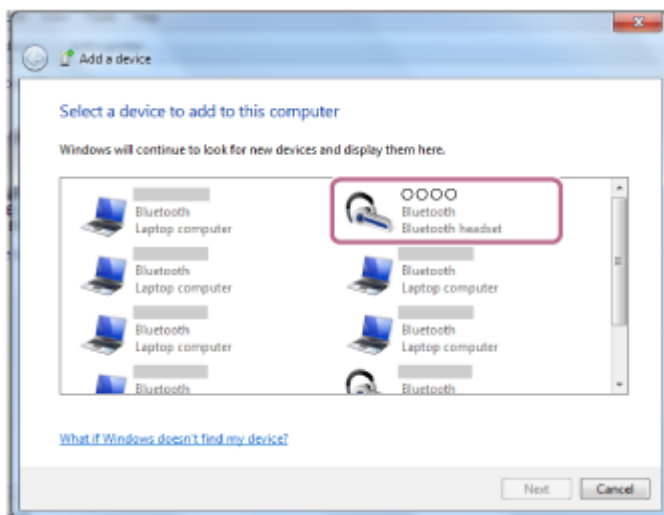 Add a device
Select a device to add to this computer
Windows will continue to look for new devices and display them here.
Bluetooth
Laptop computer
OOOO
Bluetooth
Bluetooth headset
Bluetooth
Laptop computer
Bluetooth
Laptop computer
Bluetooth
Laptop computer
Bluetooth
Laptop computer
Bluetooth
Bluetooth
What if Windows doesn't find my device?
Next
Cancel